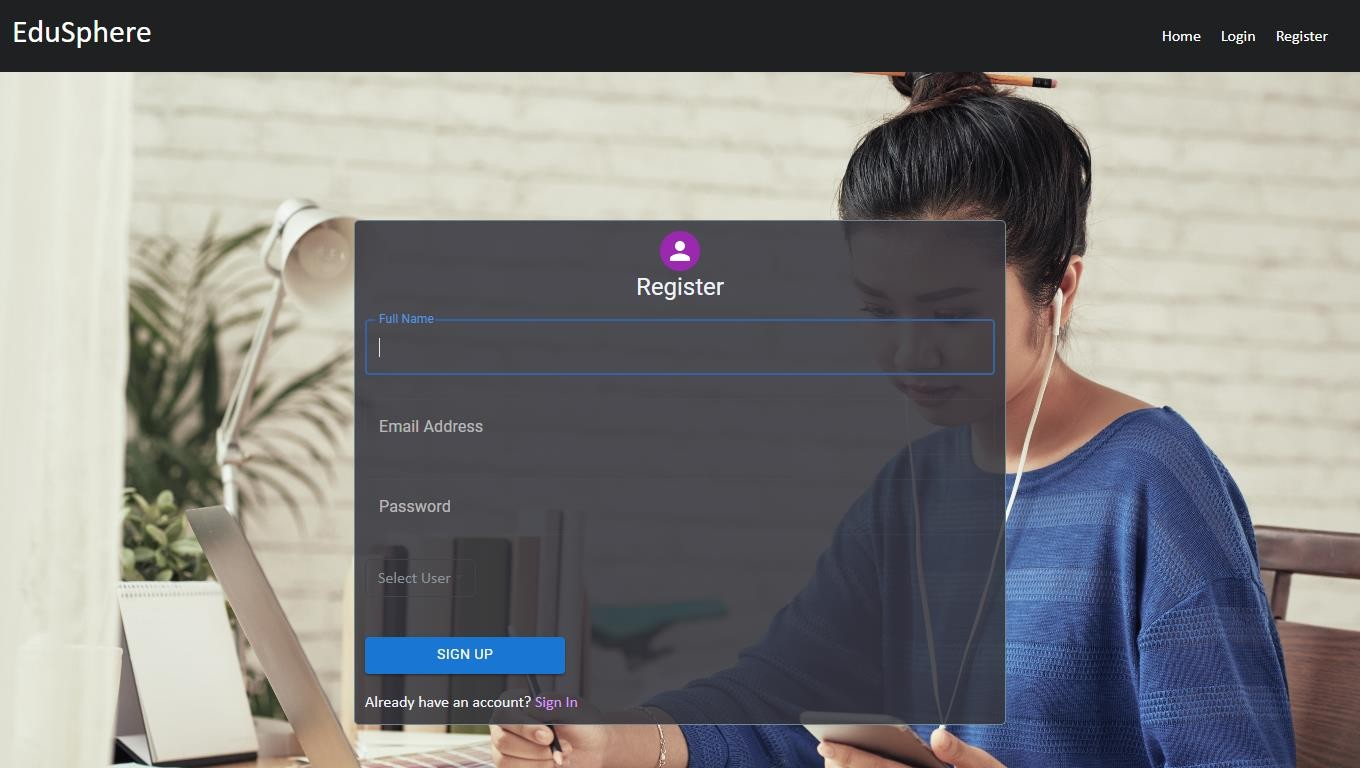 EduSphere
Home Login Register
Register
Full Name
Email Address
Password
Select User
SIGN UP
Already have an account? Sign In